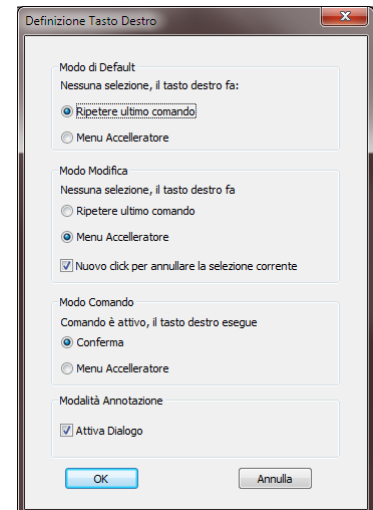 Definizione Tasto Destro
Modo di Default
Nessuna selezione, il tasto destro fa:
Ripetere ultimo comando
Menu Accelleratore
Modo Modifica
Nessuna selezione, il tasto destro fa
Ripetere ultimo comando
Menu Accelleratore
Nuovo click per annullare la selezione corrente
Modo Comando
Comando è attivo, il tasto destro esegue
Conferma
Menu Accelleratore
Modalità Annotazione
Attiva Dialogo
OK Annulla